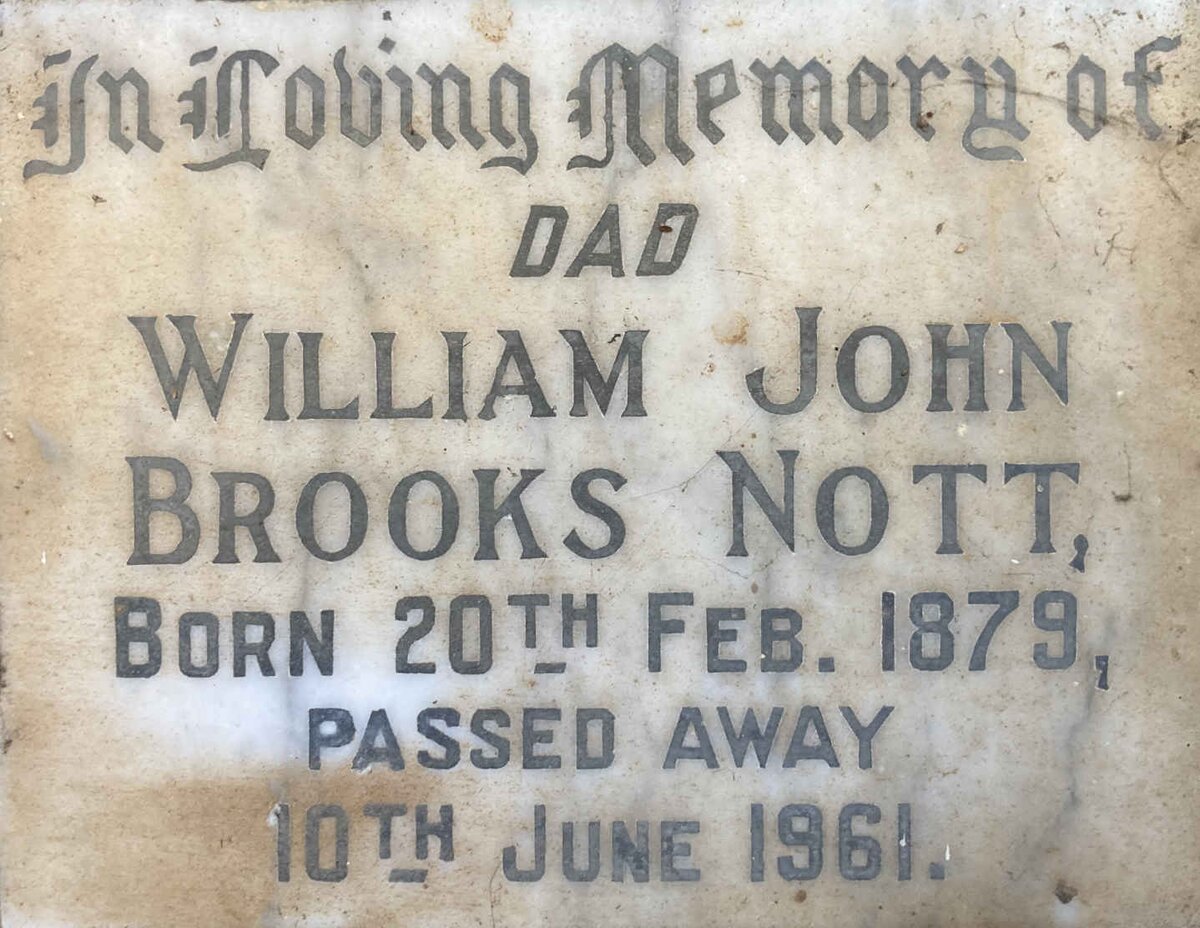 In Loving Memory of
DAD
WILLIAM JOHN
BROOKS NOTT,
BORN 20TH FEB. 1879,
PASSED AWAY
10TH JUNE 1961.